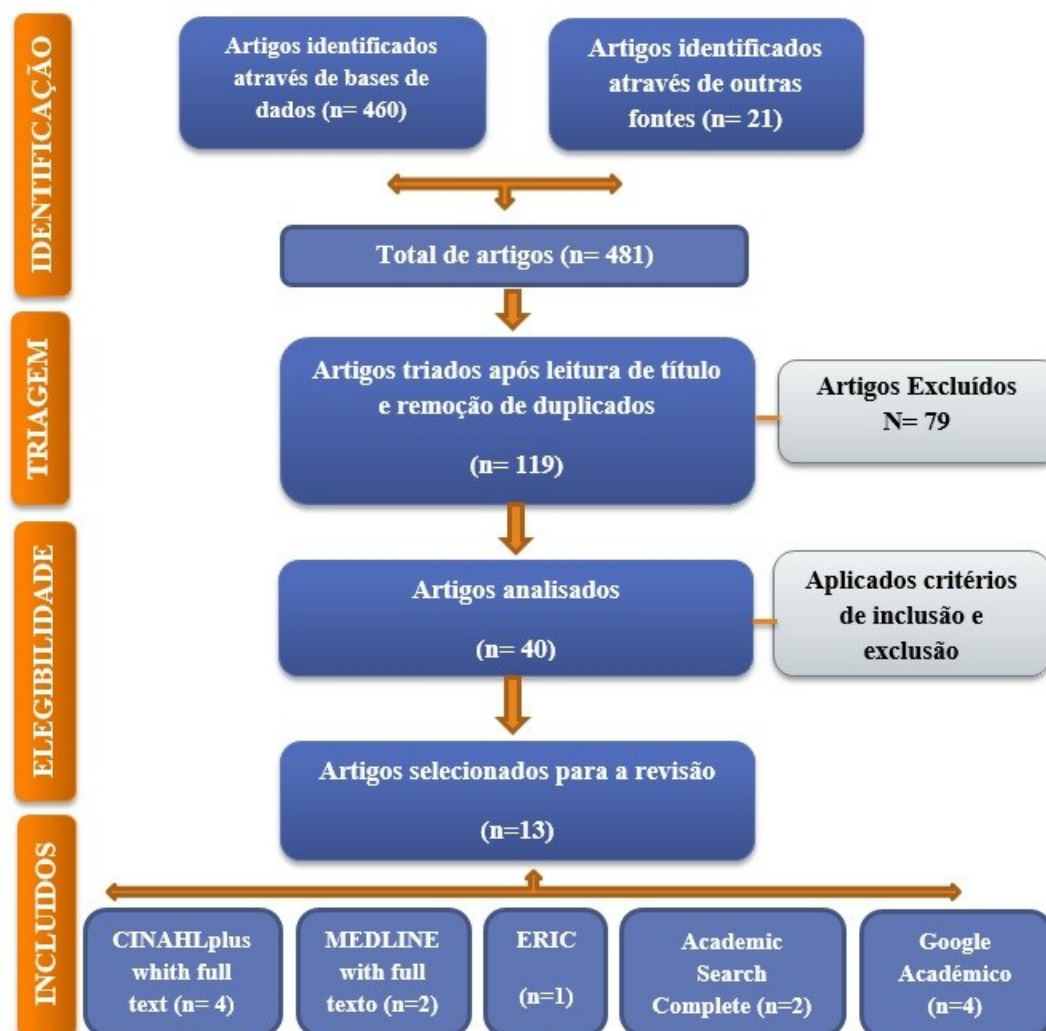 IDENTIFICAÇÃO
Artigos identificados
através de bases de
dados (n= 460)
Artigos identificados
através de outras
fontes (n= 21)
Total de artigos (n= 481)
TRIAGEM
Artigos triados após leitura de título
e remoção de duplicados
(n= 119)
Artigos Excluídos
N= 79
ELEGIBILIDADE
Artigos analisados
(n= 40)
Aplicados critérios
de inclusão e
exclusão
Artigos selecionados para a revisão
(n=13)
INCLUIDOS
CINAHLplus
whith full
text (n= 4)
MEDLINE
with full
texto (n=2)
ERIC
(n=1)
Academic
Search
Complete (n=2)
Google
Académico
(n=4)